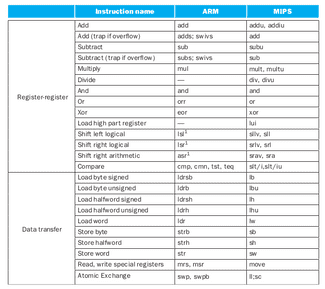 Instruction name ARM MIPS
Register-register
Add add addu, addiu
Add (trap if overflow) adds; swivs add
Subtract sub subu
Subtract (trap if overflow) subs; swivs sub
Multiply mul mult, multu
Divide — div, divu
And and and
Or orr or
Xor eor xor
Load high part register — lui
Shift left logical lsl¹ sllv, sll
Shift right logical lsr¹ srlv, srl
Shift right arithmetic asr¹ srav, sra
Compare cmp, cmn, tst, teq slt/i,slt/iu
Data transfer
Load byte signed ldrsb lb
Load byte unsigned ldrb lbu
Load halfword signed ldrsh lh
Load halfword unsigned ldrh lhu
Load word ldr lw
Store byte strb sb
Store halfword strh sh
Store word str sw
Read, write special registers mrs, msr move
Atomic Exchange swp, swpb ll;sc